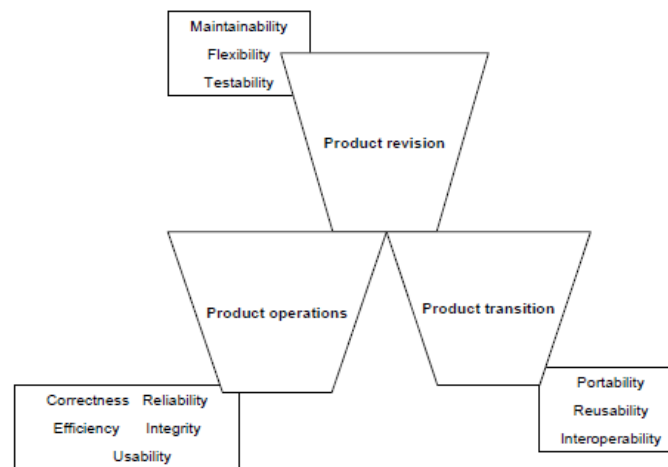 Maintainability
Flexibility
Testability
Product revision
Product operations
Product transition
Correctness Reliability
Efficiency Integrity
Usability
Portability
Reusability
Interoperability